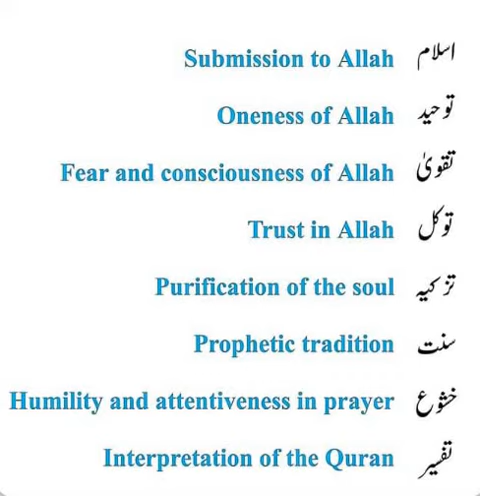 Submission to Allah اسلام
Oneness of Allah توحید
Fear and consciousness of Allah تقویٰ
Trust in Allah توکل
Purification of the soul تزکیہ
Prophetic tradition سنت
Humility and attentiveness in prayer خشوع
Interpretation of the Quran تفسیر